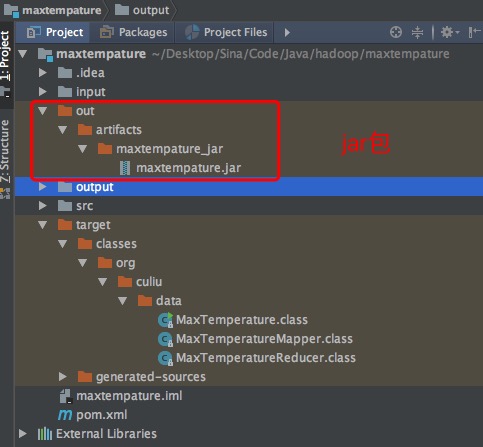 maxtempature output
1: Project
Z: Structure
Project Packages Project Files
maxtempature ~/Desktop/Sina/Code/Java/hadoop/maxtempature
.idea
input
out
artifacts
maxtempature_jar
maxtempature.jar
jar包
output
src
target
classes
org
culiu
data
MaxTemperature.class
MaxTemperatureMapper.class
MaxTemperatureReducer.class
generated-sources
maxtempature.iml
m pom.xml
External Libraries